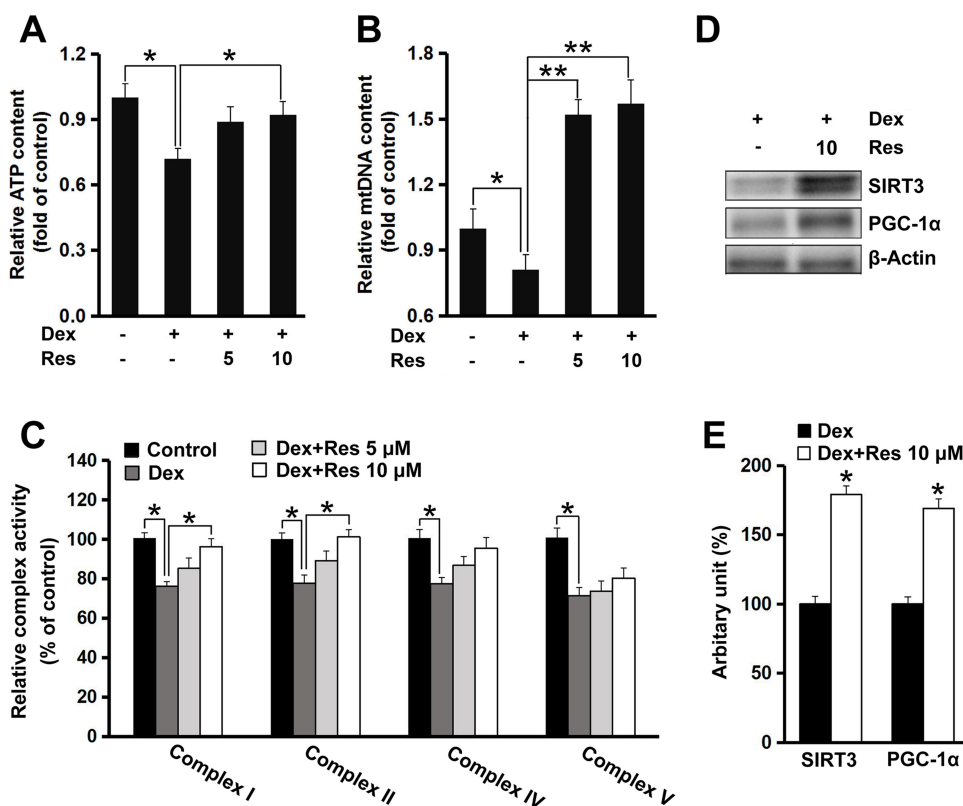 A
Relative ATP content
(fold of control)
1.2
0.9
0.6
0.3
0.0
*
*
Dex - + + +
Res - - 5 10
B
Relative mtDNA content
(fold of control)
1.8
1.5
1.2
0.9
0.6
*
**
**
Dex - + + +
Res - - 5 10
D
+ + Dex
- 10 Res
SIRT3
PGC-1α
β-Actin
C
Control
Dex
Dex+Res 5 μM
Dex+Res 10 μM
Relative complex activity
(% of control)
140
120
100
80
60
40
20
0
* *
* *
*
*
Complex I
Complex II
Complex IV
Complex V
E
Dex
Dex+Res 10 μM
Arbitary unit (%)
200
150
100
50
0
* *
SIRT3 PGC-1α